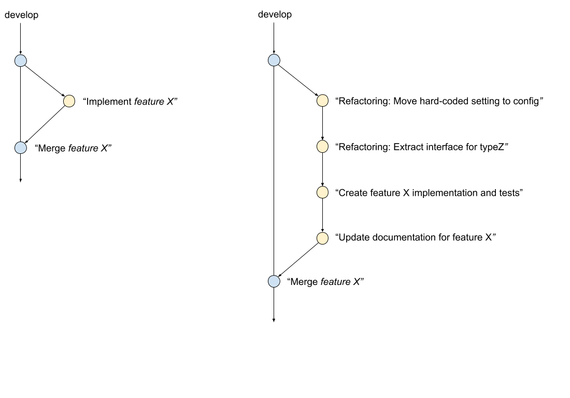 develop
“Implement feature X”
“Merge feature X”
develop
“Refactoring: Move hard-coded setting to config”
“Refactoring: Extract interface for typeZ”
“Create feature X implementation and tests”
“Update documentation for feature X”
“Merge feature X”